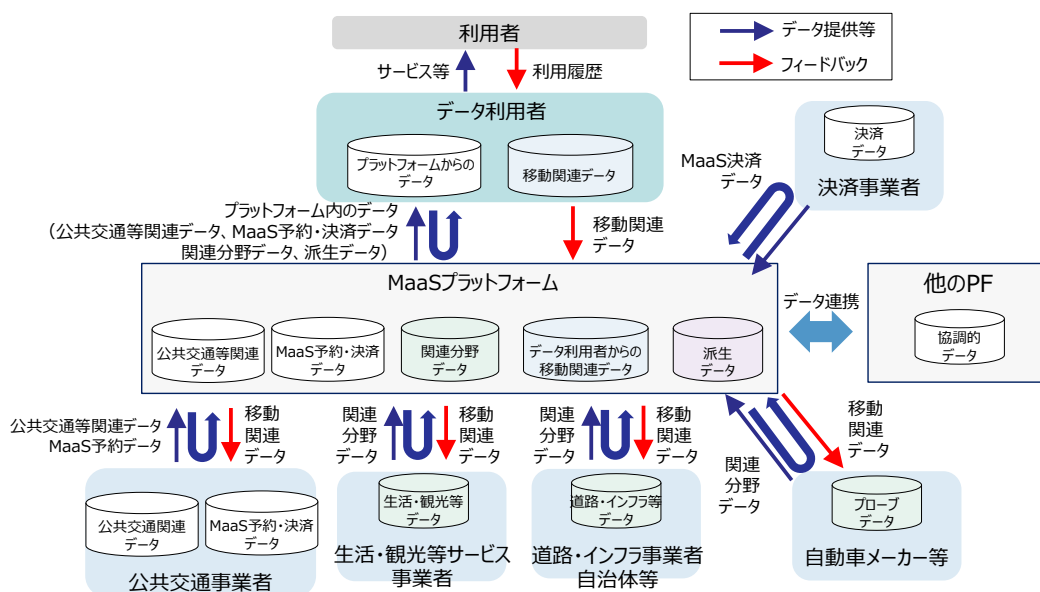 利用者
データ提供等
フィードバック
サービス等
利用履歴
データ利用者
プラットフォームからの
データ
移動関連データ
決済
データ
決済事業者
MaaS決済
データ
プラットフォーム内のデータ
（公共交通等関連データ、MaaS予約・決済データ
関連分野データ、派生データ）
移動関連
データ
MaaSプラットフォーム
公共交通等関連
データ
MaaS予約・決済
データ
関連分野
データ
データ利用者からの
移動関連データ
派生
データ
データ連携
他のPF
協調的
データ
公共交通等関連データ
MaaS予約データ
移動
関連
データ
関連
分野
データ
移動
関連
データ
関連
分野
データ
移動
関連
データ
関連
分野
データ
移動
関連
データ
公共交通関連
データ
MaaS予約・決済
データ
公共交通事業者
生活・観光等
データ
生活・観光等サービス
事業者
道路・インフラ等
データ
道路・インフラ事業者
自治体等
プローブ
データ
自動車メーカー等